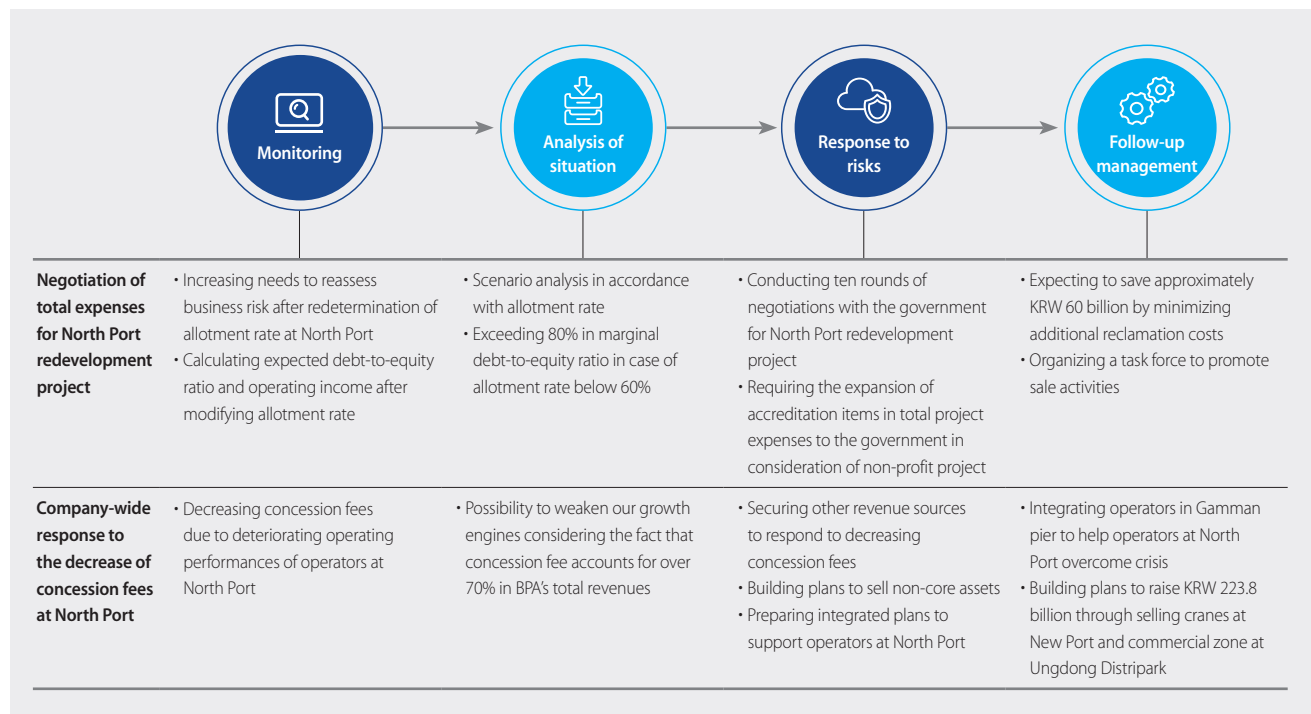 Monitoring
Analysis of
situation
Response to
risks
Follow-up
management
Negotiation of
total expenses
for North Port
redevelopment
project
• Increasing needs to reassess
business risk after redetermination of
allotment rate at North Port
• Calculating expected debt-to-equity
ratio and operating income after
modifying allotment rate
• Scenario analysis in accordance
with allotment rate
• Exceeding 80% in marginal
debt-to-equity ratio in case of
allotment rate below 60%
• Conducting ten rounds of
negotiations with the government
for North Port redevelopment
project
• Requiring the expansion of
accreditation items in total project
expenses to the government in
consideration of non-profit project
• Expecting to save approximately
KRW 60 billion by minimizing
additional reclamation costs
• Organizing a task force to promote
sale activities
Company-wide
response to
the decrease of
concession fees
at North Port
• Decreasing concession fees
due to deteriorating operating
performances of operators at
North Port
• Possibility to weaken our growth
engines considering the fact that
concession fee accounts for over
70% in BPA's total revenues
• Securing other revenue sources
to respond to decreasing
concession fees
• Building plans to sell non-core assets
• Preparing integrated plans to
support operators at North Port
• Integrating operators in Gamman
pier to help operators at North
Port overcome crisis
• Building plans to raise KRW 223.8
billion through selling cranes at
New Port and commercial zone at
Ungdong Distripark